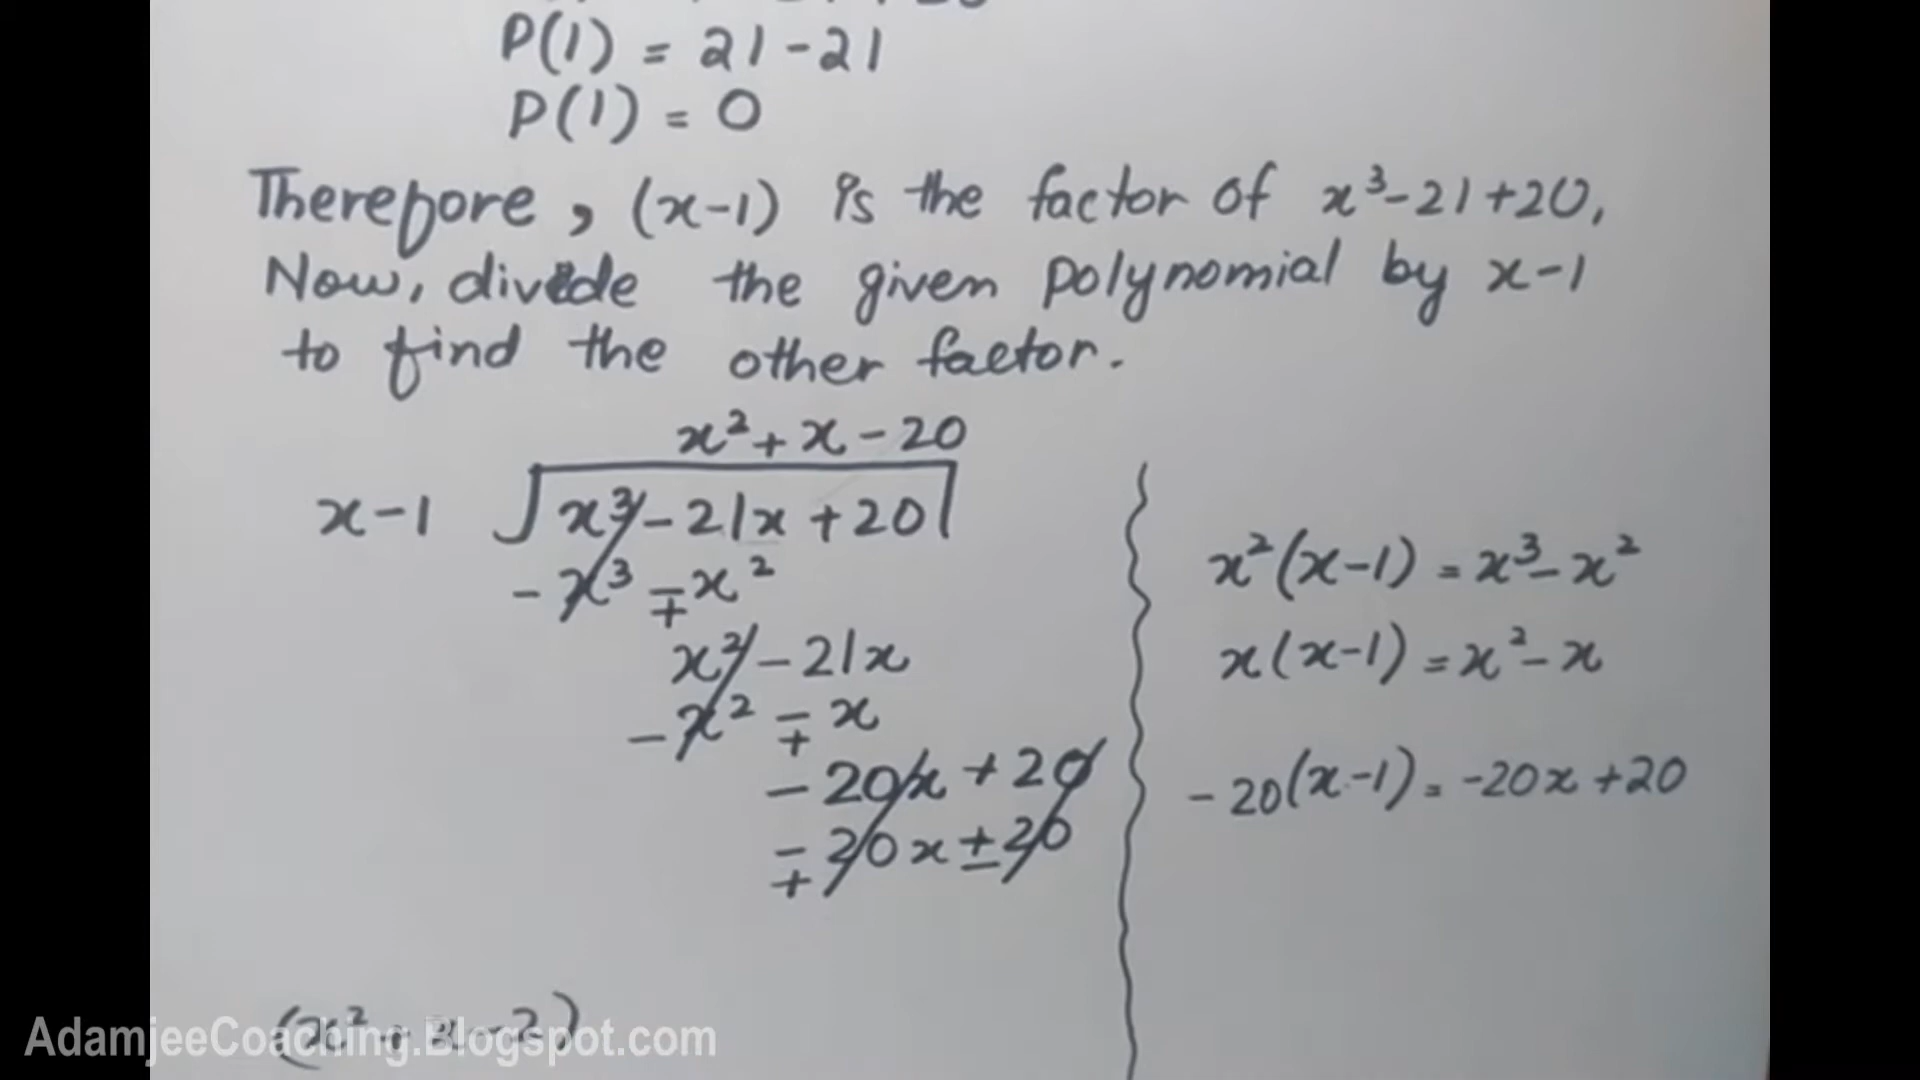 P(1) = 21 - 21
P(1) = 0
Therefore, (x-1) is the factor of x³-21+20,
Now, divide the given polynomial by x-1
to find the other factor.
x² + x - 20
x-1 x³ - 21x + 20
- x³ ∓ x²
x² - 21x
- x² ∓ x
- 20x + 20
∓ 20x ± 20
x²(x-1) = x³ - x²
x(x-1) = x² - x
-20(x-1) = -20x + 20
(x² + x - 2)
AdamjeeCoaching.Blogspot.com